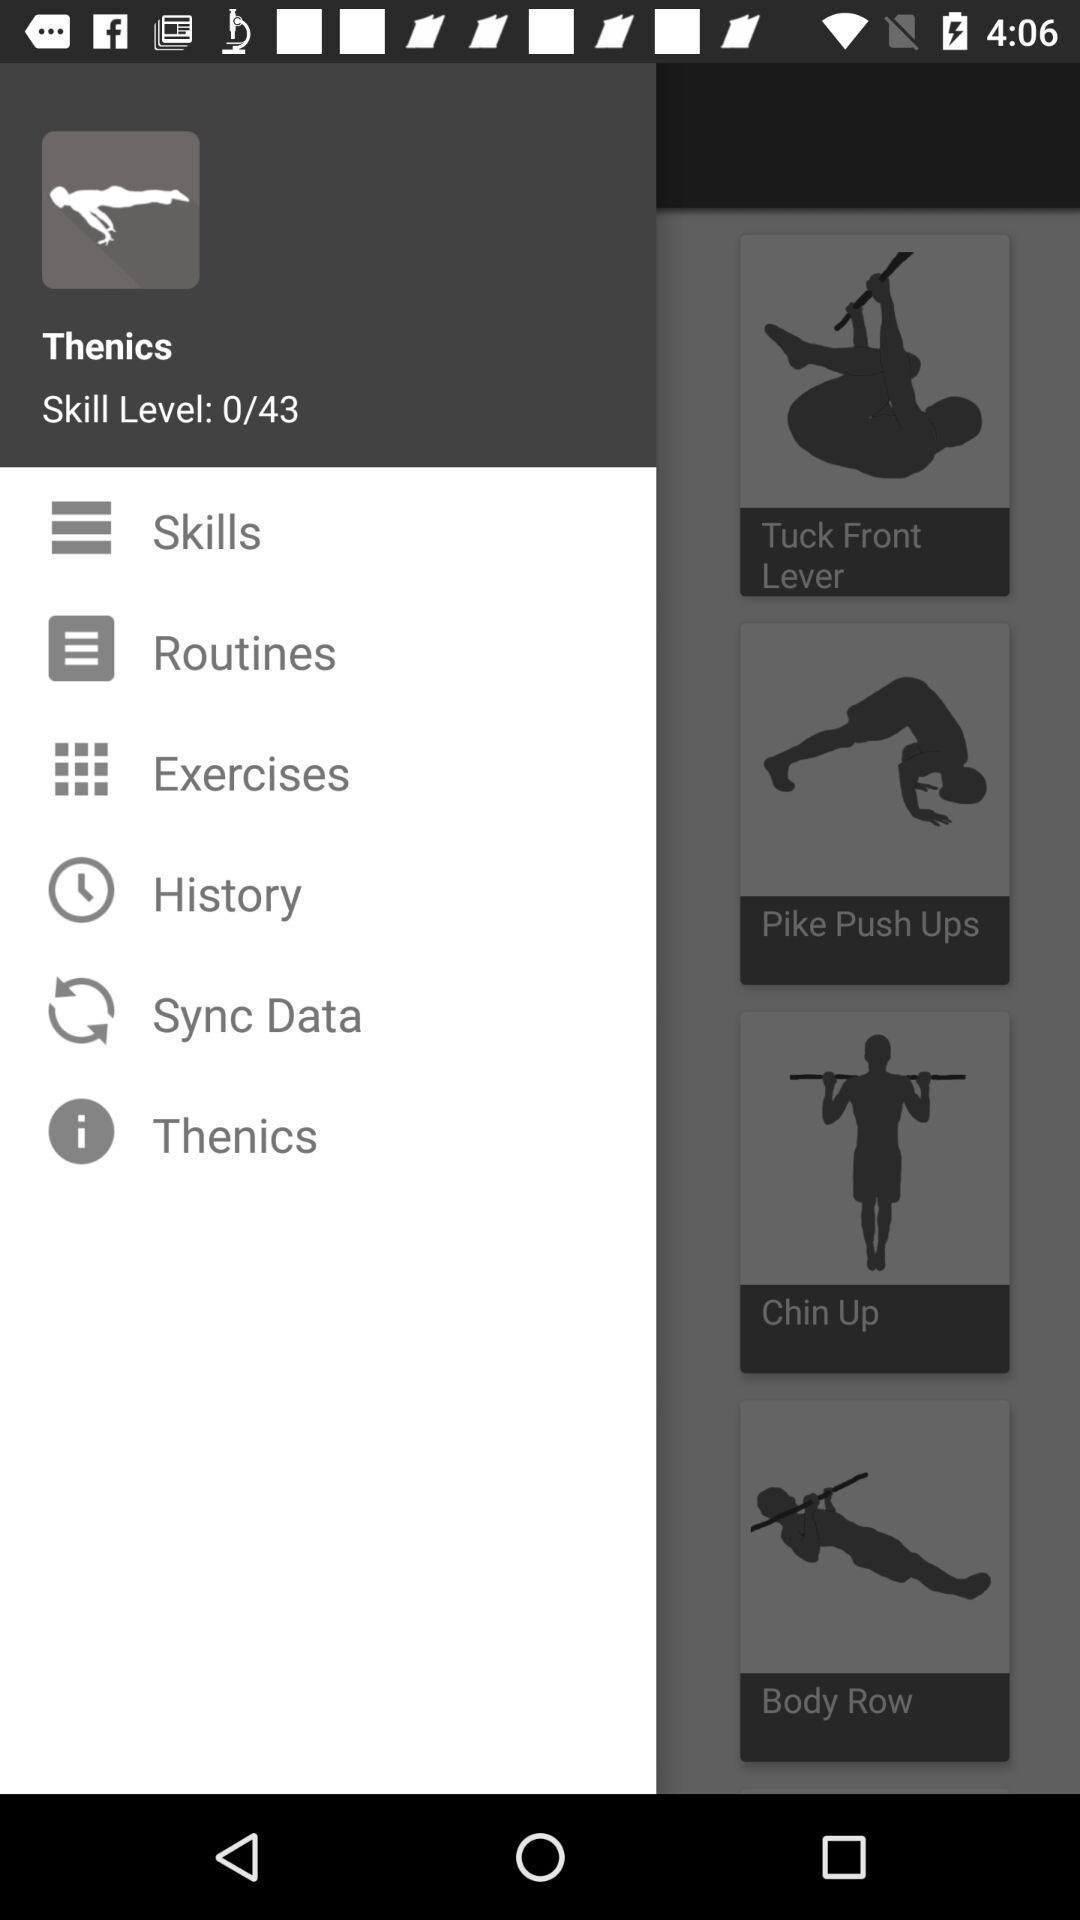 4:06
Thenics
Skill Level: 0/43
Skills
Routines
Exercises
History
Sync Data
Thenics
Tuck Front
Lever
Pike Push Ups
Chin Up
Body Row